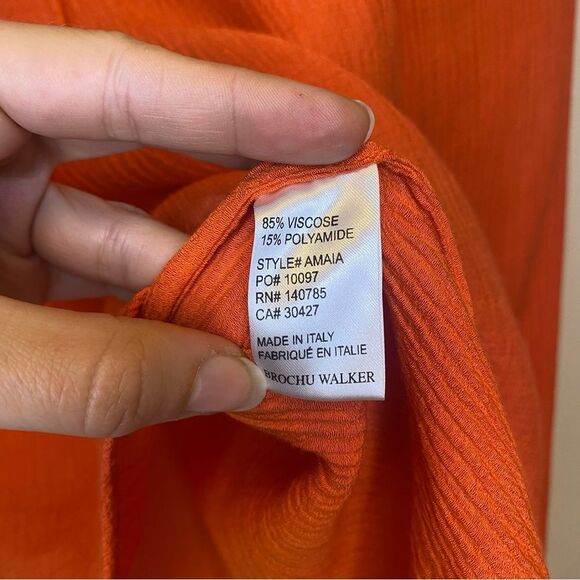 85% VISCOSE
15% POLYAMIDE
STYLE# AMAIA
PO# 10097
RN# 140785
CA# 30427
MADE IN ITALY
FABRIQUÉ EN ITALIE
BROCHU WALKER